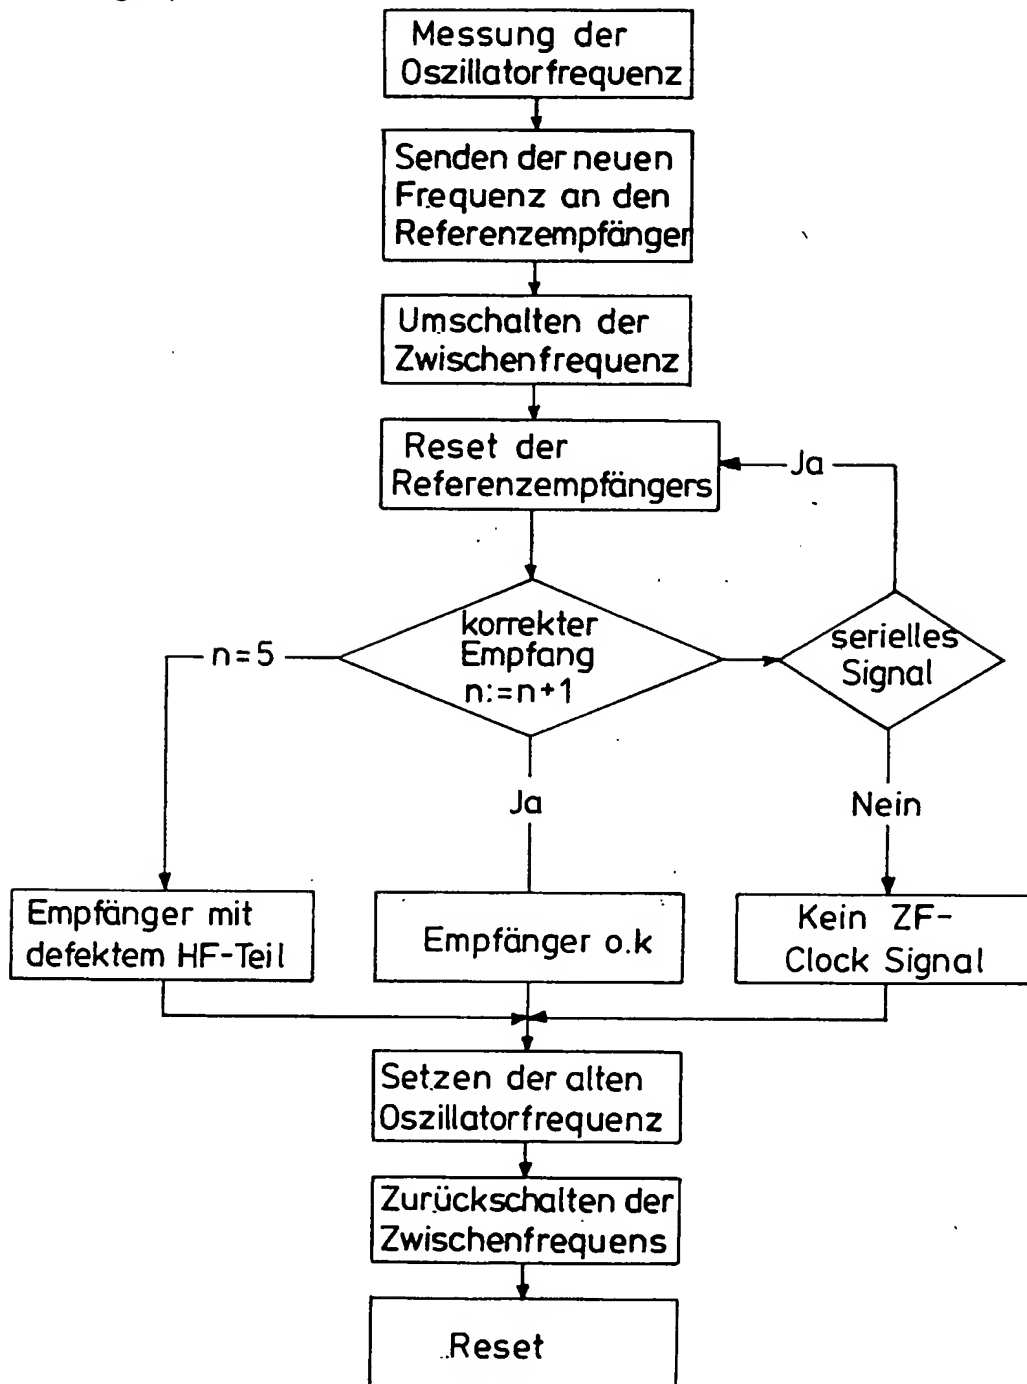 Messung der
Oszillatorfrequenz
Senden der neuen
Frequenz an den
Referenzempfänger
Umschalten der
Zwischenfrequenz
Reset der
Referenzempfängers
Ja
korrekter
Empfang
n:=n+1
n=5
serielles
Signal
Ja
Nein
Empfänger mit
defektem HF-Teil
Empfänger o.k
Kein ZF-
Clock Signal
Setzen der alten
Oszillatorfrequenz
Zurückschalten der
Zwischenfrequens
Reset